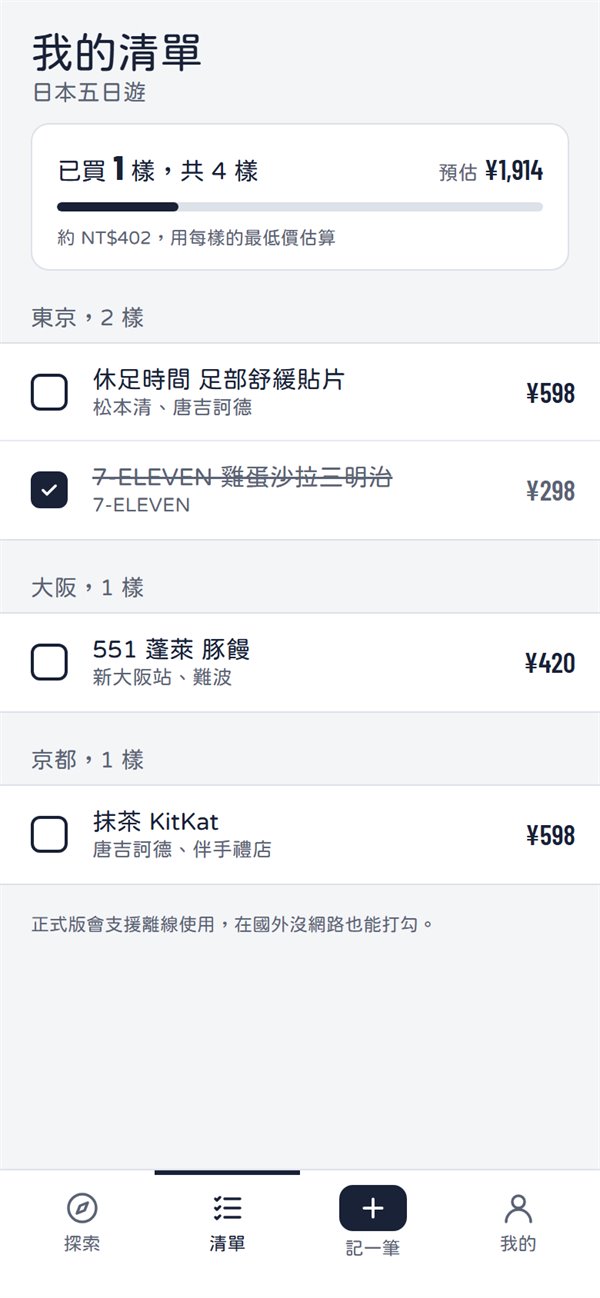 我的清單
日本五日遊
已買 1 樣，共 4 樣
預估 ¥1,914
約 NT$402，用每樣的最低價估算
東京，2 樣
休足時間 足部舒緩貼片
¥598
松本清、唐吉訶德
7-ELEVEN 雞蛋沙拉三明治
¥298
7-ELEVEN
大阪，1 樣
551 蓬萊 豚饅
¥420
新大阪站、難波
京都，1 樣
抹茶 KitKat
¥598
唐吉訶德、伴手禮店
正式版會支援離線使用，在國外沒網路也能打勾。
探索
清單
記一筆
我的